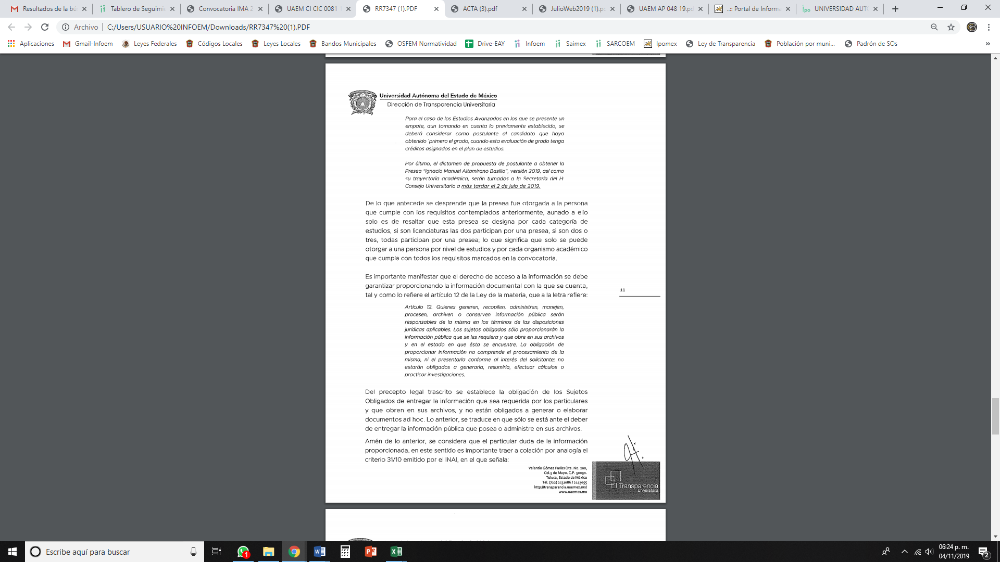 Resultados de la bú
Tablero de Seguimie
Convocatoria IMA 2
UAEM CI CIC 0081 1
RR7347 (1).PDF
ACTA (3).pdf
JulioWeb2019 (1).pd
UAEM AP 048 19.pd
..:: Portal de Informa
UNIVERSIDAD AUTÓ
Archivo
C:/Users/USUARIO%20INFOEM/Downloads/RR7347%20(1).PDF
Aplicaciones
Gmail-Infoem
Leyes Federales
Códigos Locales
Leyes Locales
Bandos Municipales
OSFEM Normatividad
Drive-EAY
Infoem
Saimex
SARCOEM
Ipomex
Ley de Transparencia
Población por muni...
Padrón de SOs
»
Universidad Autónoma del Estado de México
Dirección de Transparencia Universitaria
Para el caso de los Estudios Avanzados en los que se presente un
empate, aun tomando en cuenta lo previamente establecido, se
deberá considerar como postulante al candidato que haya
obtenido ´primero el grado, cuando esta evaluación de grado tenga
créditos asignados en el plan de estudios.
Por último, el dictamen de propuesta de postulante a obtener la
Presea "Ignacio Manuel Altamirano Basilio", versión 2019, así como
su trayectoria académica, serán turnados a la Secretaría del H.
Consejo Universitario a más tardar el 2 de julo de 2019.
De lo que antecede se desprende que la presea fue otorgada a la persona
que cumple con los requisitos contemplados anteriormente, aunado a ello
solo es de resaltar que esta presea se designa por cada categoría de
estudios, si son licenciaturas las dos participan por una presea, si son dos o
tres, todas participan por una presea; lo que significa que solo se puede
otorgar a una persona por nivel de estudios y por cada organismo académico
que cumpla con todos los requisitos marcados en la convocatoria.
Es importante manifestar que el derecho de acceso a la información se debe
garantizar proporcionando la información documental con la que se cuenta,
tal y como lo refiere el artículo 12 de la Ley de la materia, que a la letra refiere:
11
Artículo 12. Quienes generen, recopilen, administren, manejen,
procesen, archiven o conserven información pública serán
responsables de la misma en los términos de las disposiciones
jurídicas aplicables. Los sujetos obligados sólo proporcionarán la
información pública que se les requiera y que obre en sus archivos
y en el estado en que ésta se encuentre. La obligación de
proporcionar información no comprende el procesamiento de la
misma, ni el presentarla conforme al interés del solicitante; no
estarán obligados a generarla, resumirla, efectuar cálculos o
practicar investigaciones.
Del precepto legal trascrito se establece la obligación de los Sujetos
Obligados de entregar la información que sea requerida por los particulares
y que obren en sus archivos, y no están obligados a generar o elaborar
documentos ad hoc. Lo anterior, se traduce en que sólo se está ante el deber
de entregar la información pública que posea o administre en sus archivos.
Amén de lo anterior, se considera que el particular duda de la información
proporcionada, en este sentido es importante traer a colación por analogía el
criterio 31/10 emitido por el INAI, en el que señala:
Valentín Gómez Farías Ote. No. 200,
Col.5 de Mayo. C.P. 50090.
Toluca, Estado de México
Tel. (722) 2131086 / 2143055
http://transparencia.uaemex.mx/
www.uaemex.mx
Transparencia
Universitaria
Escribe aquí para buscar
1
06:24 p. m.
04/11/2019
2